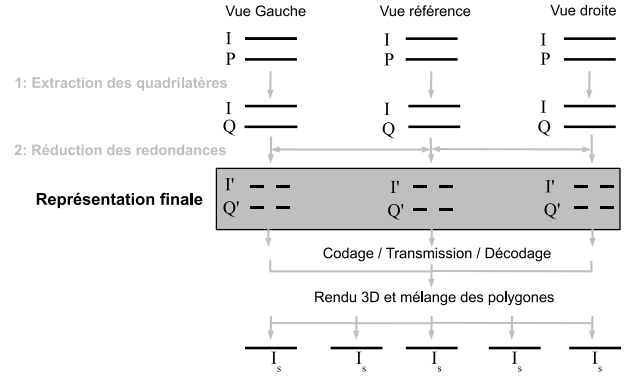 Vue Gauche Vue référence Vue droite
I I I
P P P
1: Extraction des quadrilatères
I I I
Q Q Q
2: Réduction des redondances
I' I' I'
Représentation finale
Q' Q' Q'
Codage / Transmission / Décodage
Rendu 3D et mélange des polygones
Is Is Is Is Is